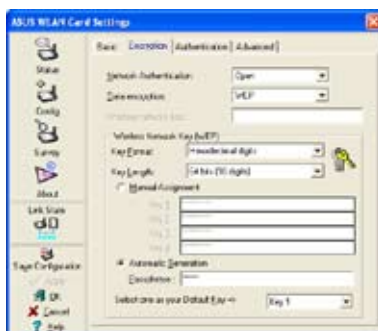 ASUS WLAN Card Settings
Status
Config
Survey
About
Link State
Save Configuration
Apply
OK
Cancel
Help
Basic Encryption Authentication Advanced
Network Authentication: Open
Data encryption: WEP
Wireless Network Key (WEP)
Key Format: Hexadecimal digits
Key Length: 64 bits (10 digits)
Manual Assignment
Key 1
Key 2
Key 3
Key 4
Automatic Generation
Passphrase:
Select one as your Default Key => Key 1